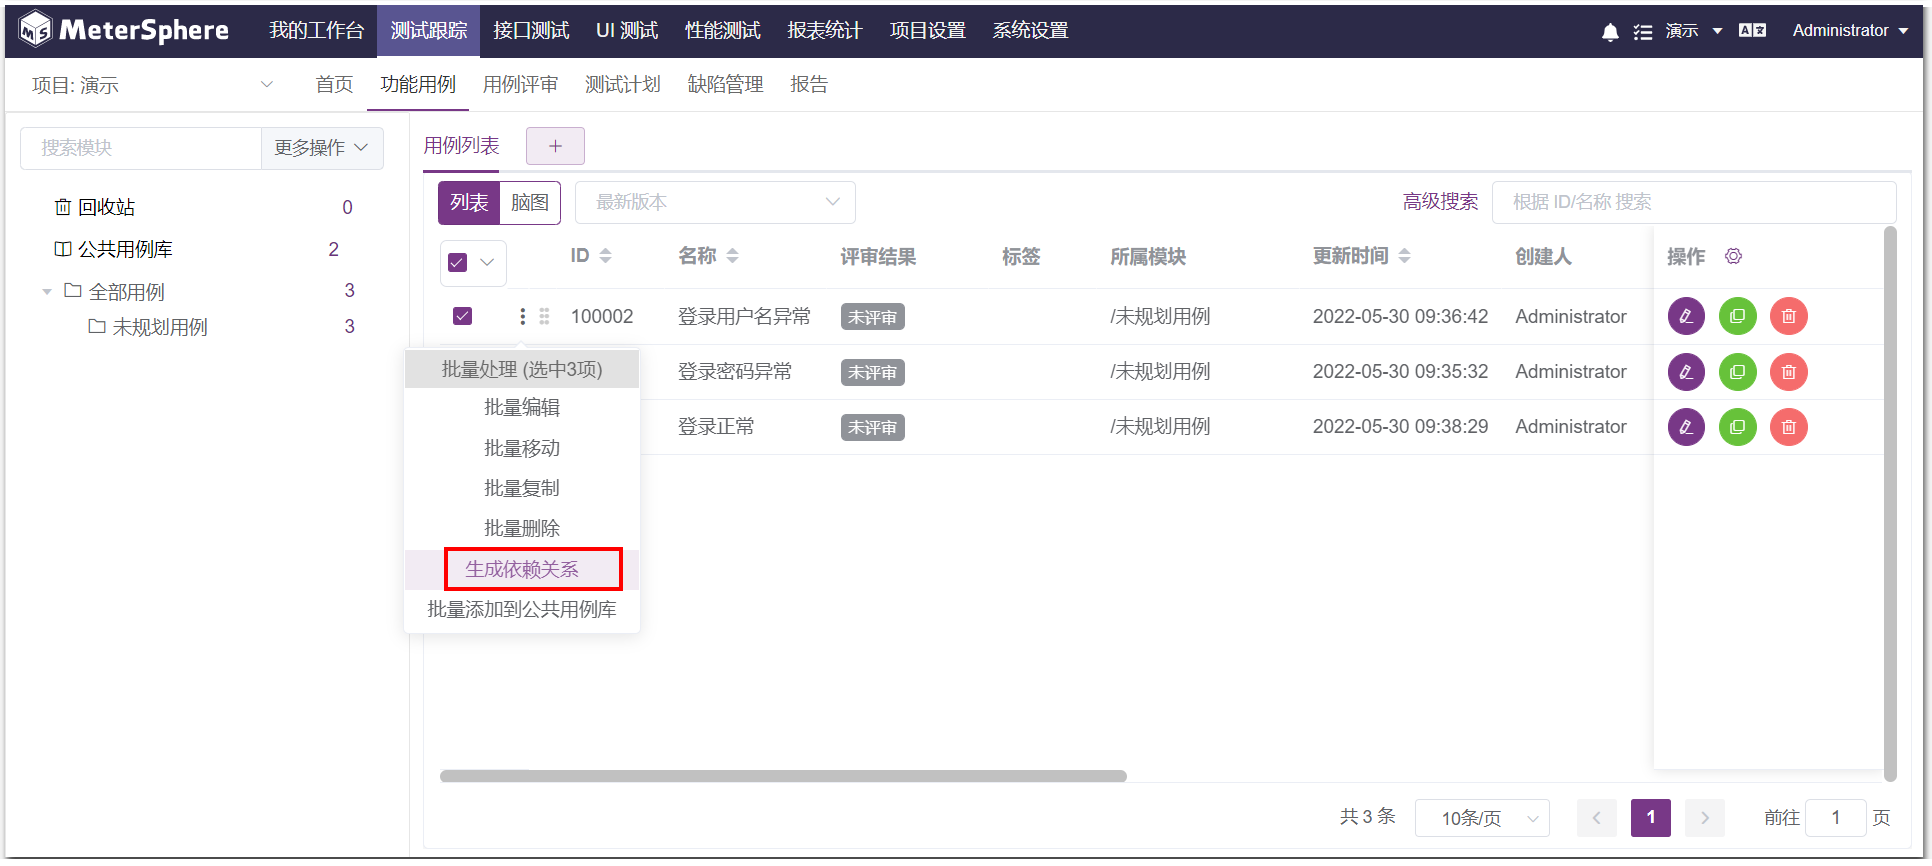 MeterSphere 我的工作台 测试跟踪 接口测试 UI 测试 性能测试 报表统计 项目设置 系统设置 演示 Administrator
项目: 演示 首页 功能用例 用例评审 测试计划 缺陷管理 报告
搜索模块 更多操作 用例列表 +
列表 脑图 最新版本 高级搜索 根据 ID/名称 搜索
回收站 0
公共用例库 2
全部用例 3
未规划用例 3
ID 名称 评审结果 标签 所属模块 更新时间 创建人 操作
100002 登录用户名异常 未评审 /未规划用例 2022-05-30 09:36:42 Administrator
登录密码异常 未评审 /未规划用例 2022-05-30 09:35:32 Administrator
登录正常 未评审 /未规划用例 2022-05-30 09:38:29 Administrator
批量处理 (选中3项)
批量编辑
批量移动
批量复制
批量删除
生成依赖关系
批量添加到公共用例库
共 3 条 10条/页 1 前往 1 页